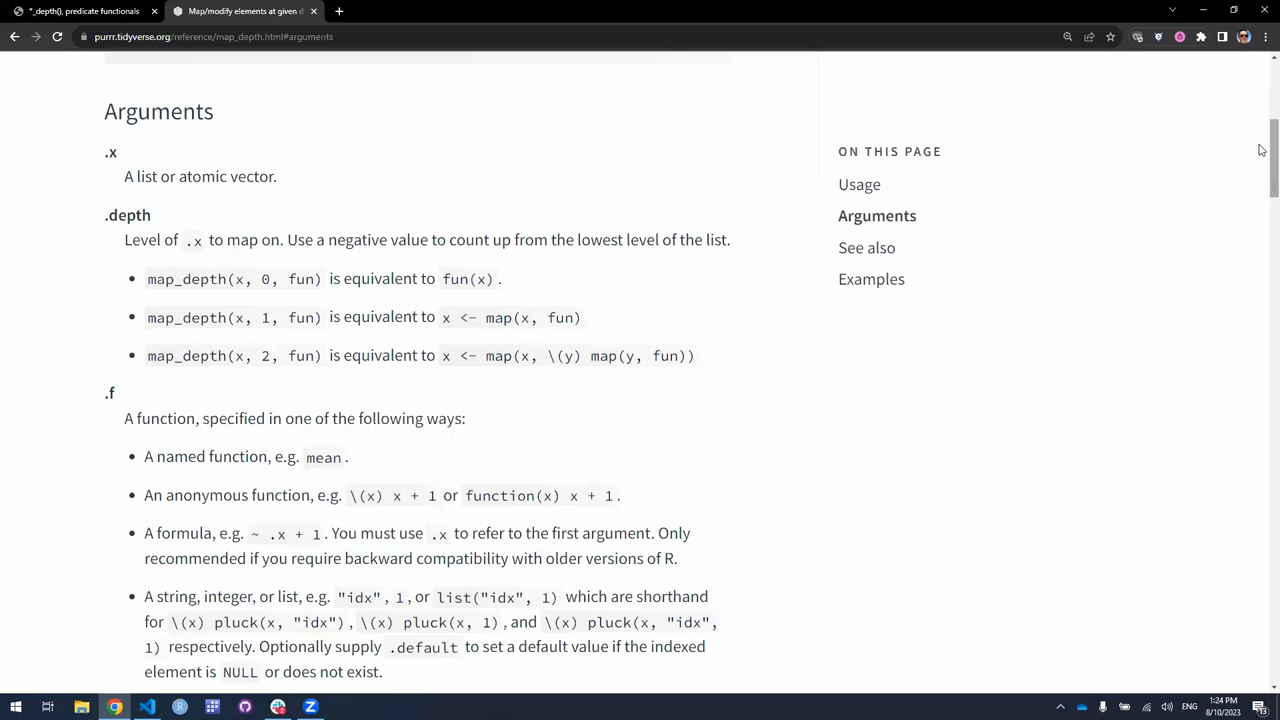 *_depth(), predicate functionals
Map/modify elements at given d
purrr.tidyverse.org/reference/map_depth.html#arguments
Arguments
.x
A list or atomic vector.
.depth
Level of .x to map on. Use a negative value to count up from the lowest level of the list.
• map_depth(x, 0, fun) is equivalent to fun(x).
• map_depth(x, 1, fun) is equivalent to x <- map(x, fun)
• map_depth(x, 2, fun) is equivalent to x <- map(x, \(y) map(y, fun))
.f
A function, specified in one of the following ways:
• A named function, e.g. mean.
• An anonymous function, e.g. \(x) x + 1 or function(x) x + 1.
• A formula, e.g. ~ .x + 1. You must use .x to refer to the first argument. Only
recommended if you require backward compatibility with older versions of R.
• A string, integer, or list, e.g. "idx", 1, or list("idx", 1) which are shorthand
for \(x) pluck(x, "idx"), \(x) pluck(x, 1), and \(x) pluck(x, "idx",
1) respectively. Optionally supply .default to set a default value if the indexed
element is NULL or does not exist.
ON THIS PAGE
Usage
Arguments
See also
Examples
ENG
1:24 PM
8/10/2023
13